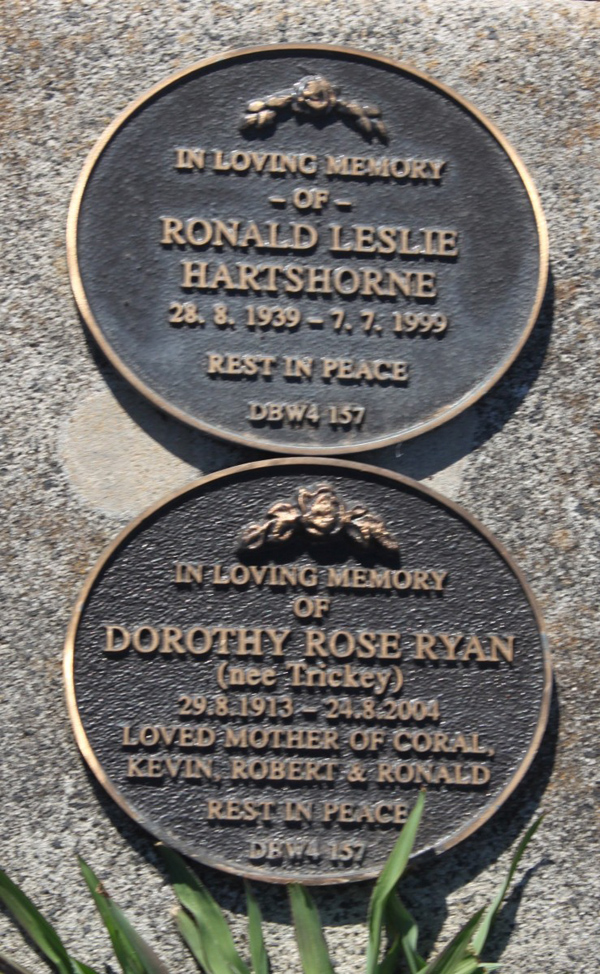 IN LOVING MEMORY
– OF –
RONALD LESLIE
HARTSHORNE
28. 8. 1939 – 7. 7. 1999
REST IN PEACE
DBW4 157
IN LOVING MEMORY
OF
DOROTHY ROSE RYAN
(nee Trickey)
29.8.1913 – 24.8.2004
LOVED MOTHER OF CORAL,
KEVIN, ROBERT & RONALD
REST IN PEACE
DBW4 157